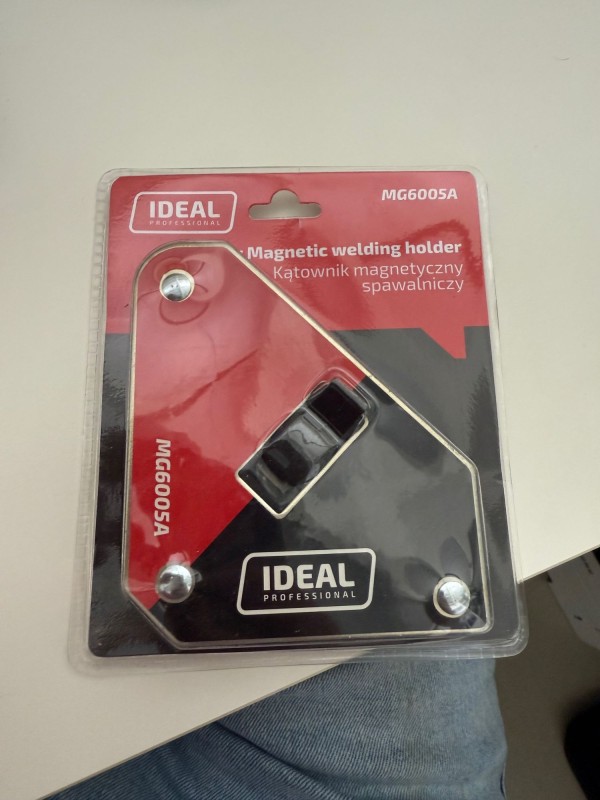 IDEAL
PROFESSIONAL
MG6005A
Magnetic welding holder
Kątownik magnetyczny
spawalniczy
MG6005A
IDEAL
PROFESSIONAL